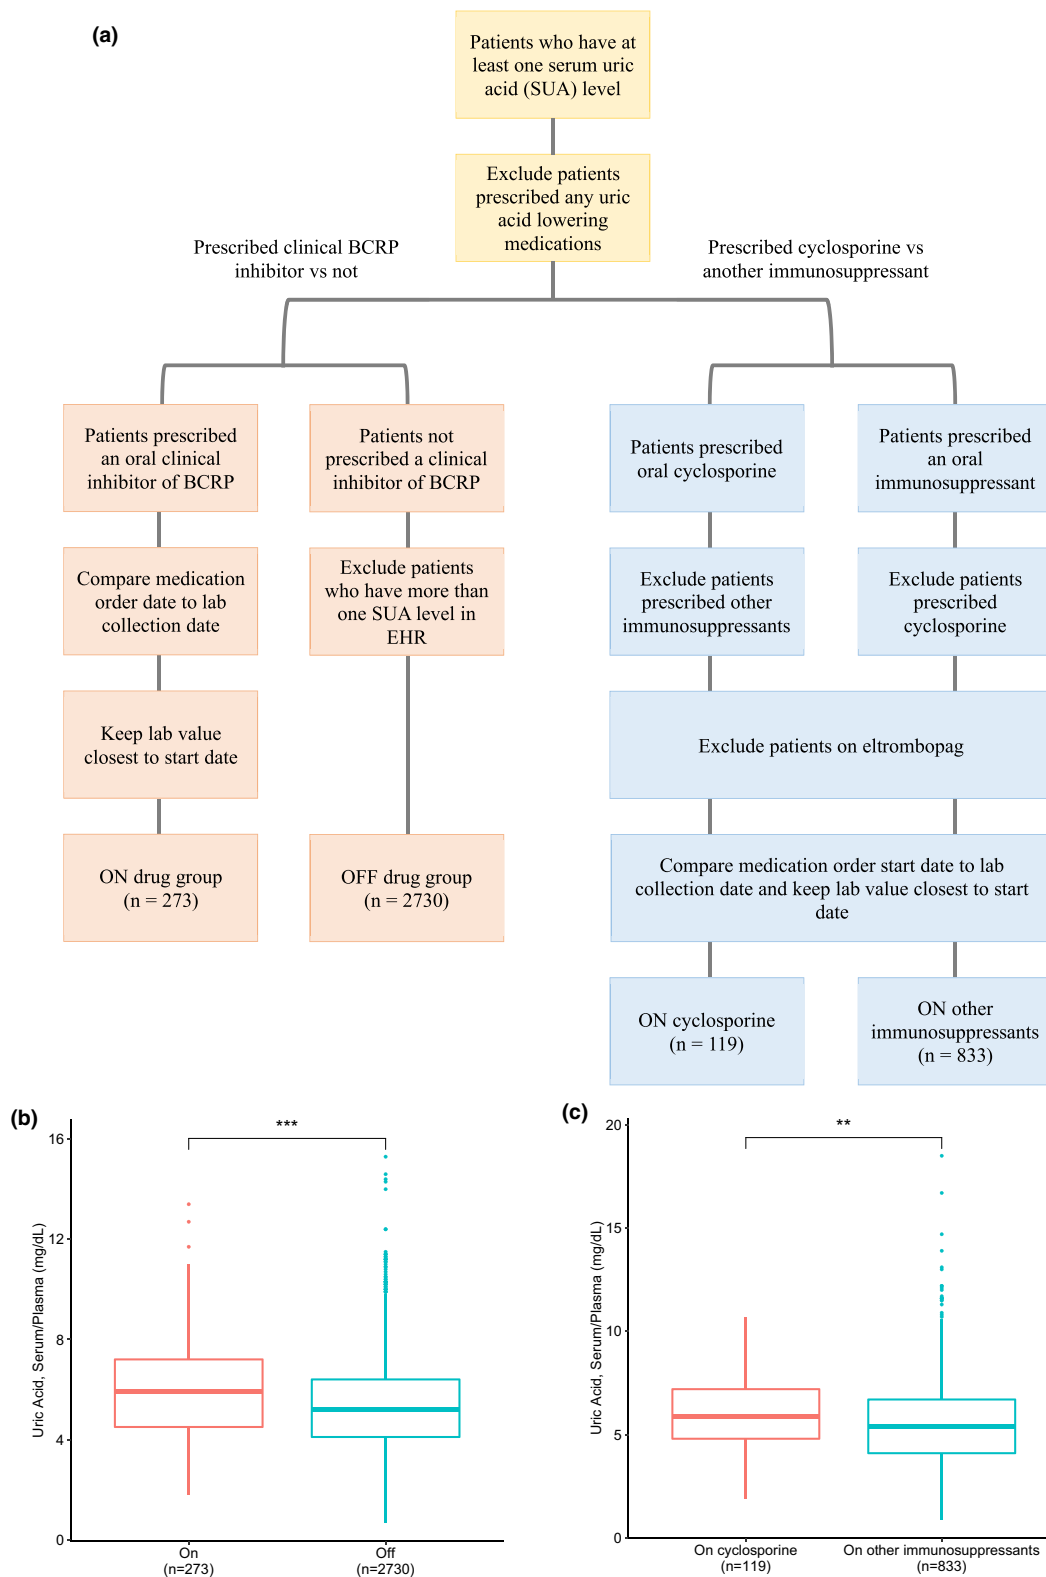 (a)
Patients who have at
least one serum uric
acid (SUA) level
Exclude patients
prescribed any uric
acid lowering
medications
Prescribed clinical BCRP
inhibitor vs not
Prescribed cyclosporine vs
another immunosuppressant
Patients prescribed
an oral clinical
inhibitor of BCRP
Patients not
prescribed a clinical
inhibitor of BCRP
Patients prescribed
oral cyclosporine
Patients prescribed
an oral
immunosuppressant
Compare medication
order date to lab
collection date
Exclude patients
who have more than
one SUA level in
EHR
Exclude patients
prescribed other
immunosuppressants
Exclude patients
prescribed
cyclosporine
Keep lab value
closest to start date
Exclude patients on eltrombopag
ON drug group
(n = 273)
OFF drug group
(n = 2730)
Compare medication order start date to lab
collection date and keep lab value closest to start
date
ON cyclosporine
(n = 119)
ON other
immunosuppressants
(n = 833)
(b)
Uric Acid, Serum/Plasma (mg/dL)
16
12
8
4
0
***
On
(n=273)
Off
(n=2730)
(c)
Uric Acid, Serum/Plasma (mg/dL)
20
15
10
5
0
**
On cyclosporine
(n=119)
On other immunosuppressants
(n=833)